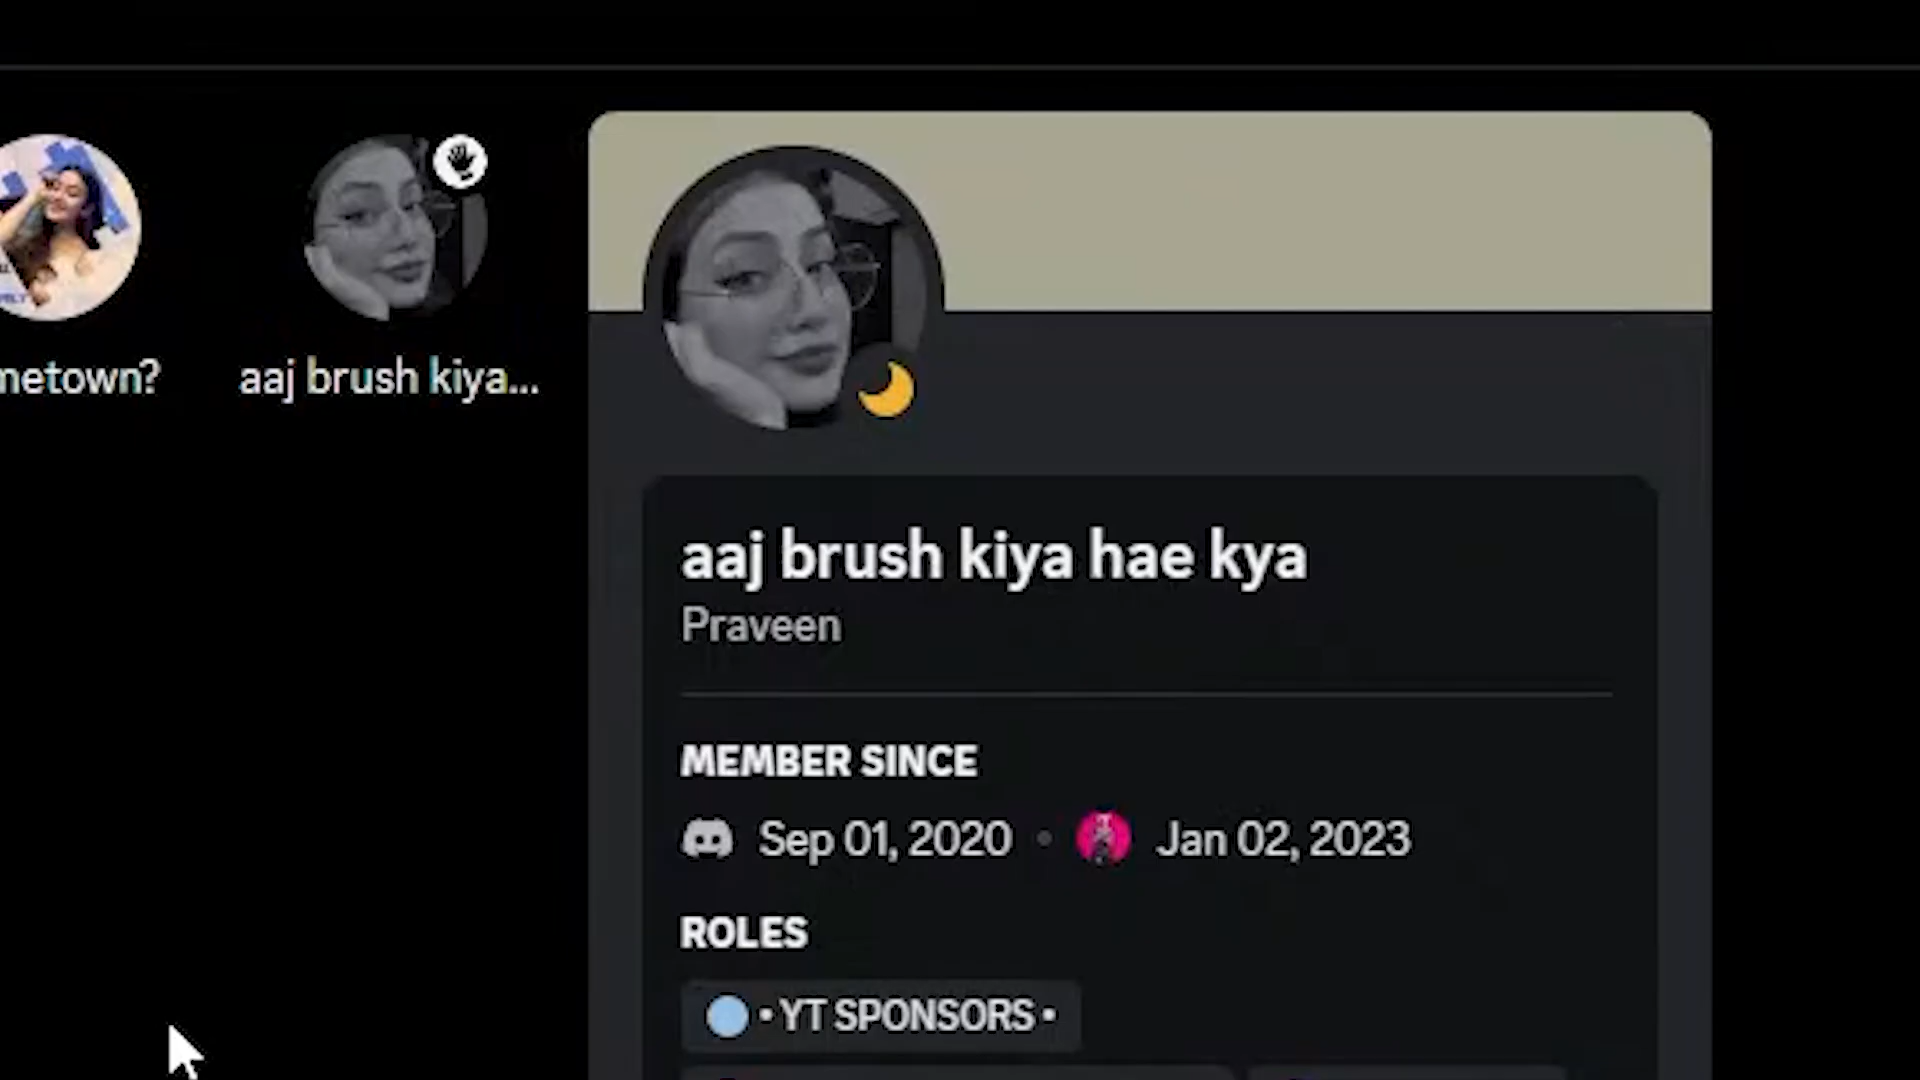 metown?
aaj brush kiya...
aaj brush kiya hae kya
Praveen
MEMBER SINCE
Sep 01, 2020 • Jan 02, 2023
ROLES
• YT SPONSORS •